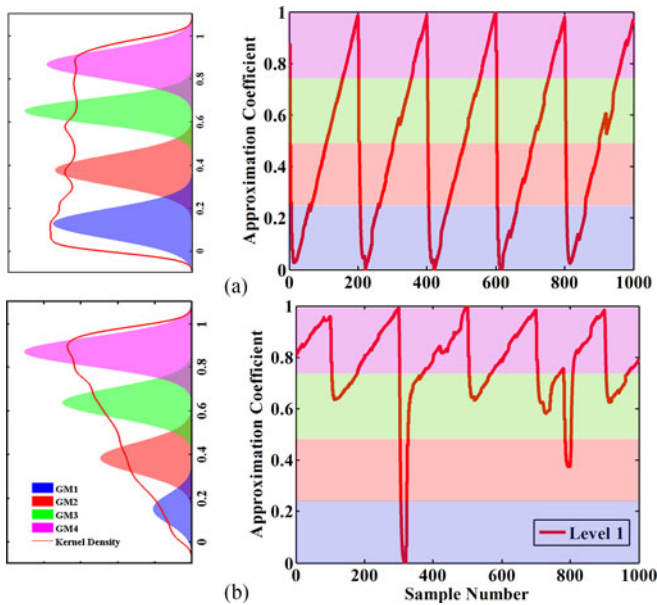 1
0.8
0.6
0.4
0.2
0
Approximation Coefficient
1
0.8
0.6
0.4
0.2
0
0 200 400 600 800 1000
(a)
1
0.8
0.6
0.4
0.2
0
GM1
GM2
GM3
GM4
Kernel Density
Approximation Coefficient
1
0.8
0.6
0.4
0.2
0
Level 1
0 200 400 600 800 1000
(b)
Sample Number